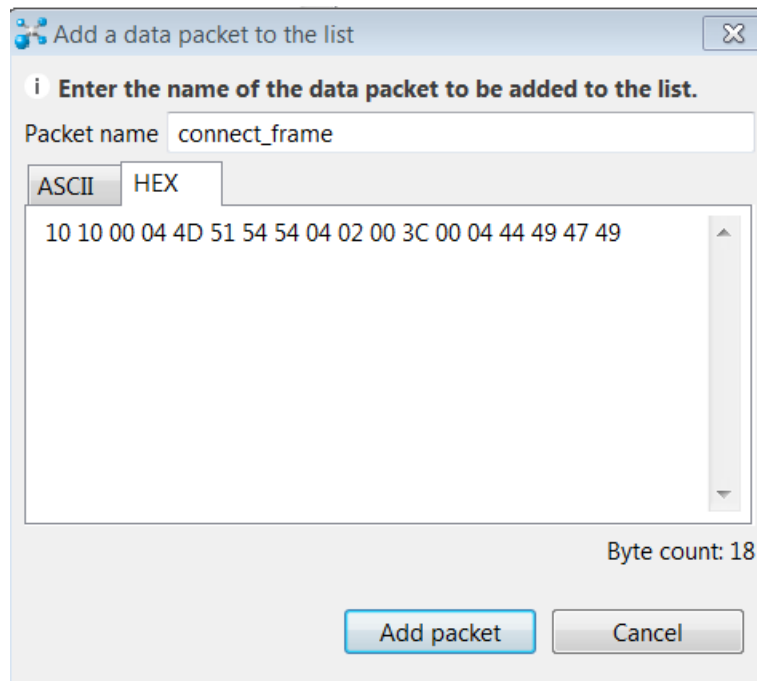 Add a data packet to the list
i Enter the name of the data packet to be added to the list.
Packet name connect_frame
ASCII HEX
10 10 00 04 4D 51 54 54 04 02 00 3C 00 04 44 49 47 49
Byte count: 18
Add packet Cancel